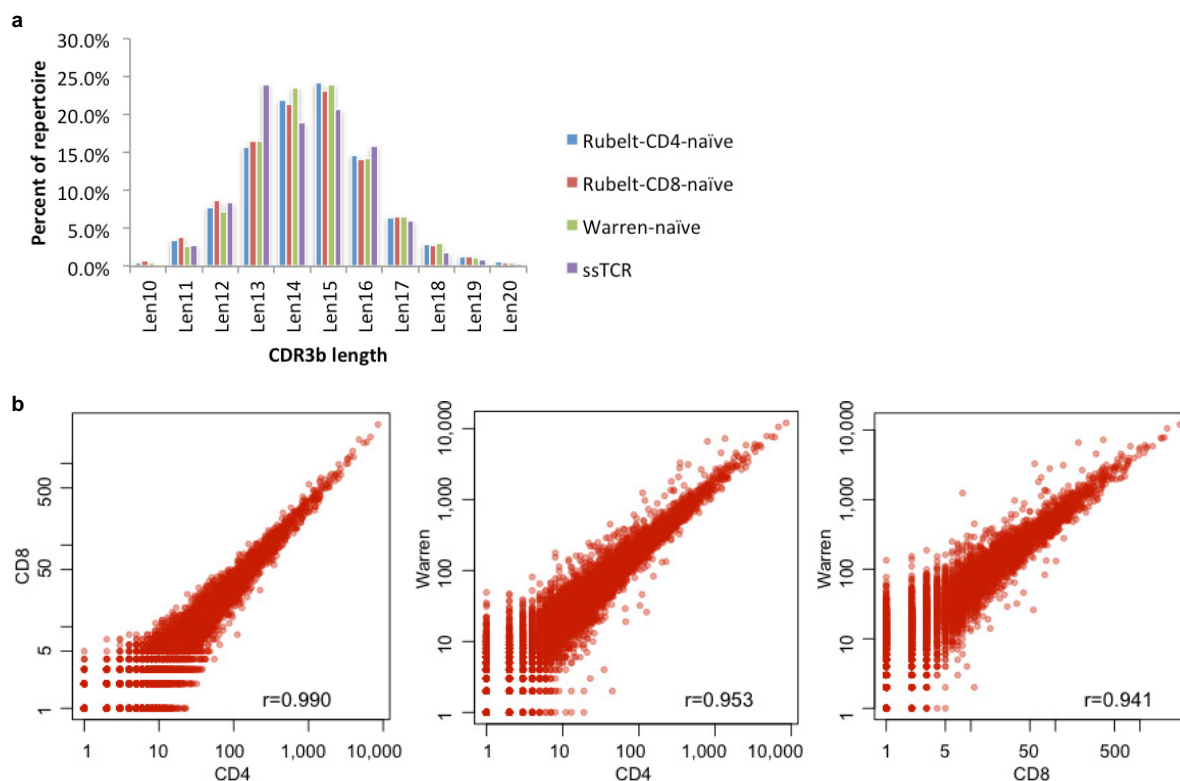 a
30.0%
25.0%
20.0%
15.0%
10.0%
5.0%
0.0%
Percent of repertoire
Len10
Len11
Len12
Len13
Len14
Len15
Len16
Len17
Len18
Len19
Len20
CDR3b length
Rubelt-CD4-naïve
Rubelt-CD8-naïve
Warren-naïve
ssTCR
b
CD8
500
50
5
1
r=0.990
1 10 100 1,000 10,000
CD4
Warren
10,000
1,000
100
10
1
r=0.953
1 10 100 1,000 10,000
CD4
Warren
10,000
1,000
100
10
1
r=0.941
1 5 50 500
CD8